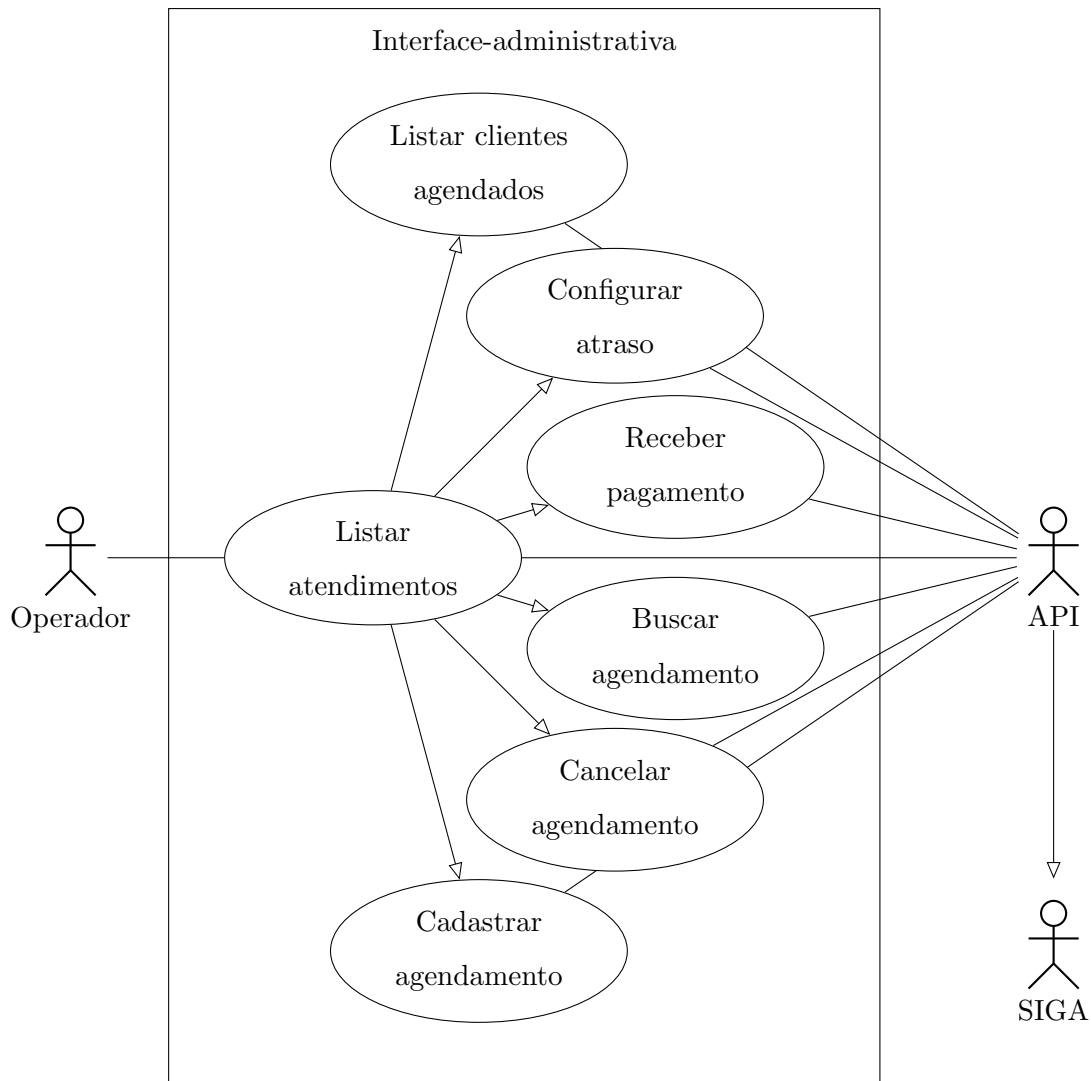 Interface-administrativa
Listar clientes
agendados
Configurar
atraso
Receber
pagamento
Listar
atendimentos
Operador
API
Buscar
agendamento
Cancelar
agendamento
Cadastrar
agendamento
SIGA